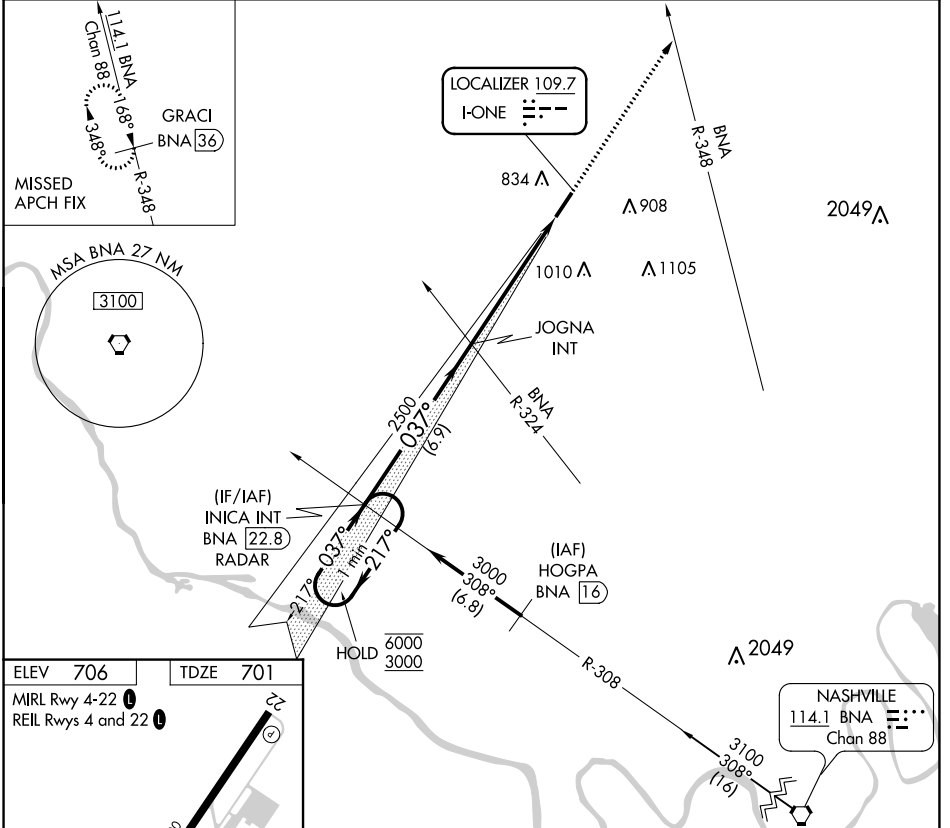 114.1 BNA
Chan 88
168°
348°
GRACI
BNA 36
R-348
MISSED
APCH FIX
LOCALIZER 109.7
I-ONE
BNA
R-348
834
908
2049
1010
1105
MSA BNA 27 NM
3100
JOGNA
INT
BNA
R-324
2500
037°
(6.9)
(IF/IAF)
INICA INT
BNA 22.8
RADAR
037°
1 min
217°
217°
3000
308°
(6.8)
(IAF)
HOGPA
BNA 16
HOLD
6000
3000
R-308
2049
ELEV 706
TDZE 701
MIRL Rwy 4-22 L
REIL Rwys 4 and 22 L
22
P
NASHVILLE
114.1 BNA
Chan 88
3100
308°
(16)